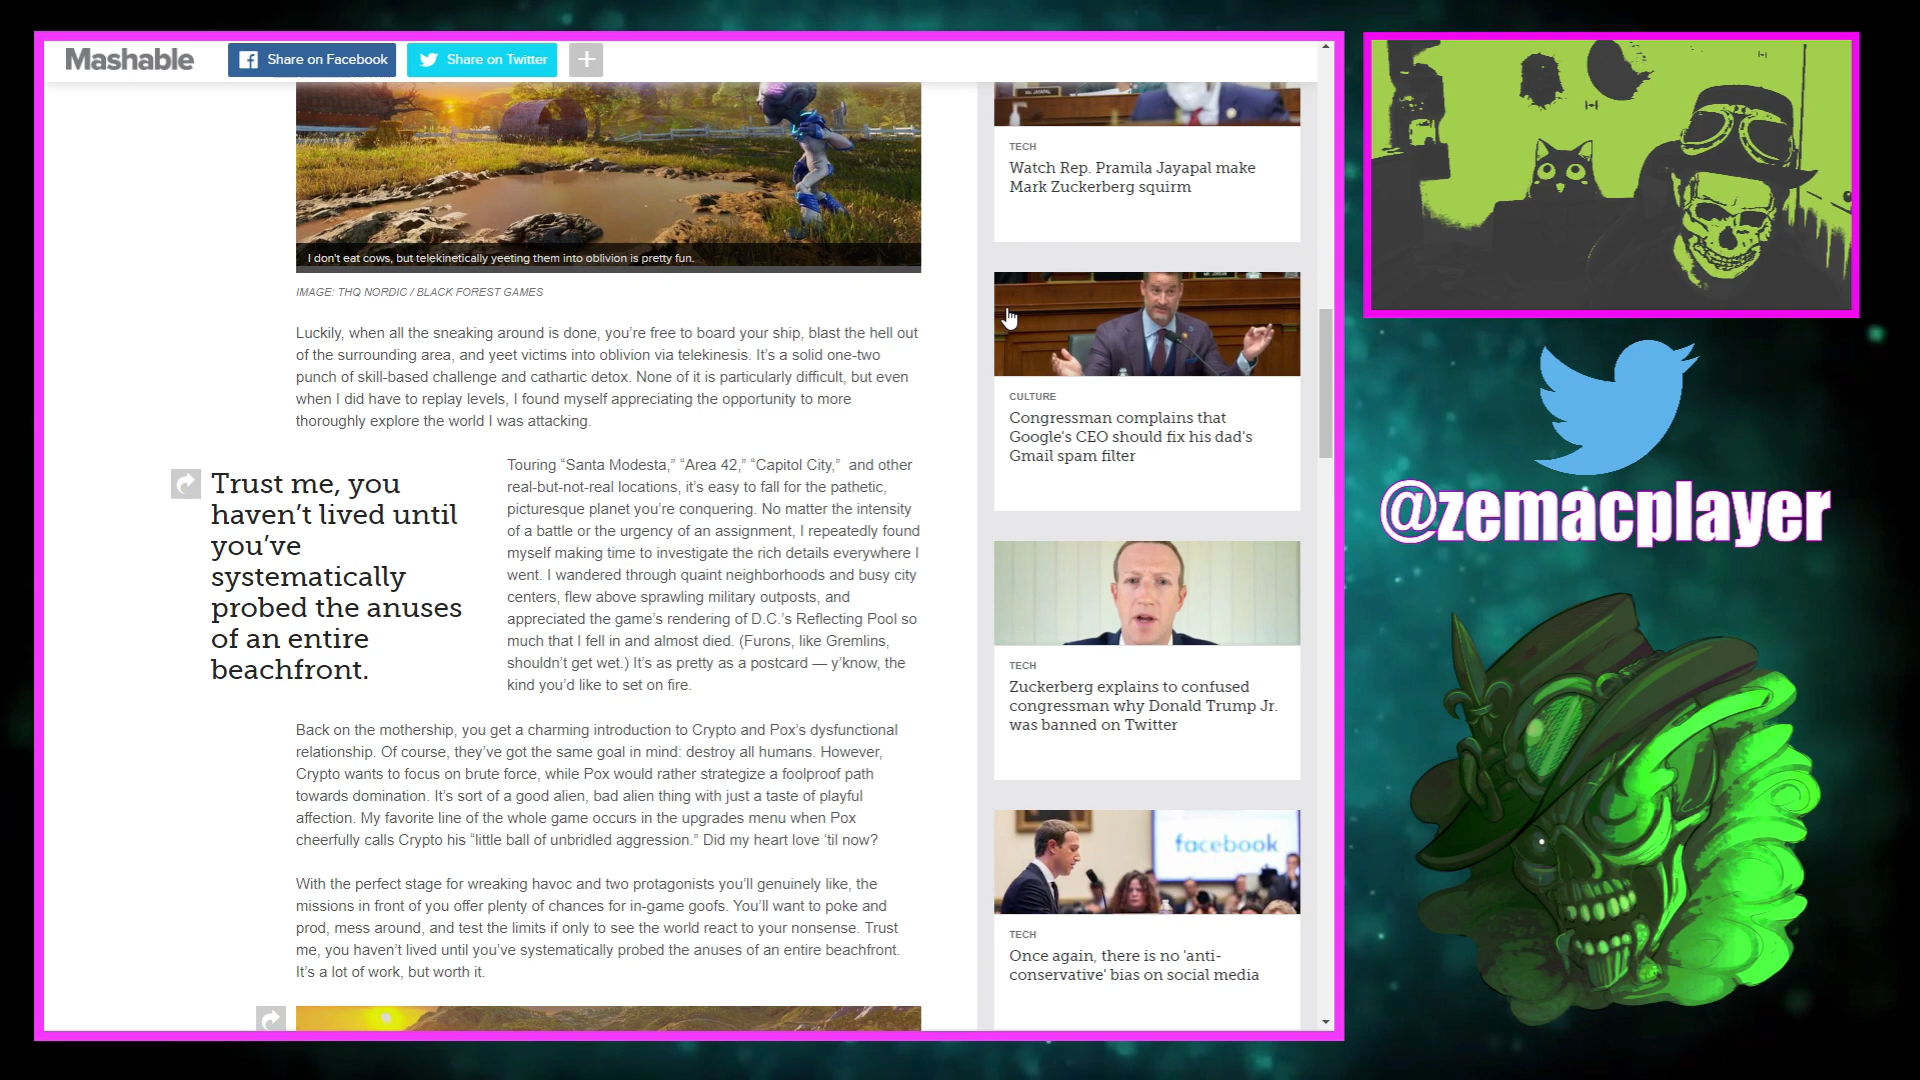 Mashable
Share on Facebook
Share on Twitter
I don't eat cows, but telekinetically yeeting them into oblivion is pretty fun.
IMAGE: THQ NORDIC / BLACK FOREST GAMES
Luckily, when all the sneaking around is done, you’re free to board your ship, blast the hell out
of the surrounding area, and yeet victims into oblivion via telekinesis. It’s a solid one-two
punch of skill-based challenge and cathartic detox. None of it is particularly difficult, but even
when I did have to replay levels, I found myself appreciating the opportunity to more
thoroughly explore the world I was attacking.
Trust me, you
haven’t lived until
you’ve
systematically
probed the anuses
of an entire
beachfront.
Touring “Santa Modesta,” “Area 42,” “Capitol City,” and other
real-but-not-real locations, it’s easy to fall for the pathetic,
picturesque planet you’re conquering. No matter the intensity
of a battle or the urgency of an assignment, I repeatedly found
myself making time to investigate the rich details everywhere I
went. I wandered through quaint neighborhoods and busy city
centers, flew above sprawling military outposts, and
appreciated the game’s rendering of D.C.’s Reflecting Pool so
much that I fell in and almost died. (Furons, like Gremlins,
shouldn’t get wet.) It’s as pretty as a postcard — y’know, the
kind you’d like to set on fire.
Back on the mothership, you get a charming introduction to Crypto and Pox’s dysfunctional
relationship. Of course, they’ve got the same goal in mind: destroy all humans. However,
Crypto wants to focus on brute force, while Pox would rather strategize a foolproof path
towards domination. It’s sort of a good alien, bad alien thing with just a taste of playful
affection. My favorite line of the whole game occurs in the upgrades menu when Pox
cheerfully calls Crypto his “little ball of unbridled aggression.” Did my heart love ’til now?
With the perfect stage for wreaking havoc and two protagonists you’ll genuinely like, the
missions in front of you offer plenty of chances for in-game goofs. You’ll want to poke and
prod, mess around, and test the limits if only to see the world react to your nonsense. Trust
me, you haven’t lived until you’ve systematically probed the anuses of an entire beachfront.
It’s a lot of work, but worth it.
TECH
Watch Rep. Pramila Jayapal make
Mark Zuckerberg squirm
CULTURE
Congressman complains that
Google's CEO should fix his dad's
Gmail spam filter
TECH
Zuckerberg explains to confused
congressman why Donald Trump Jr.
was banned on Twitter
facebook
TECH
Once again, there is no 'anti-
conservative' bias on social media
@zemacplayer